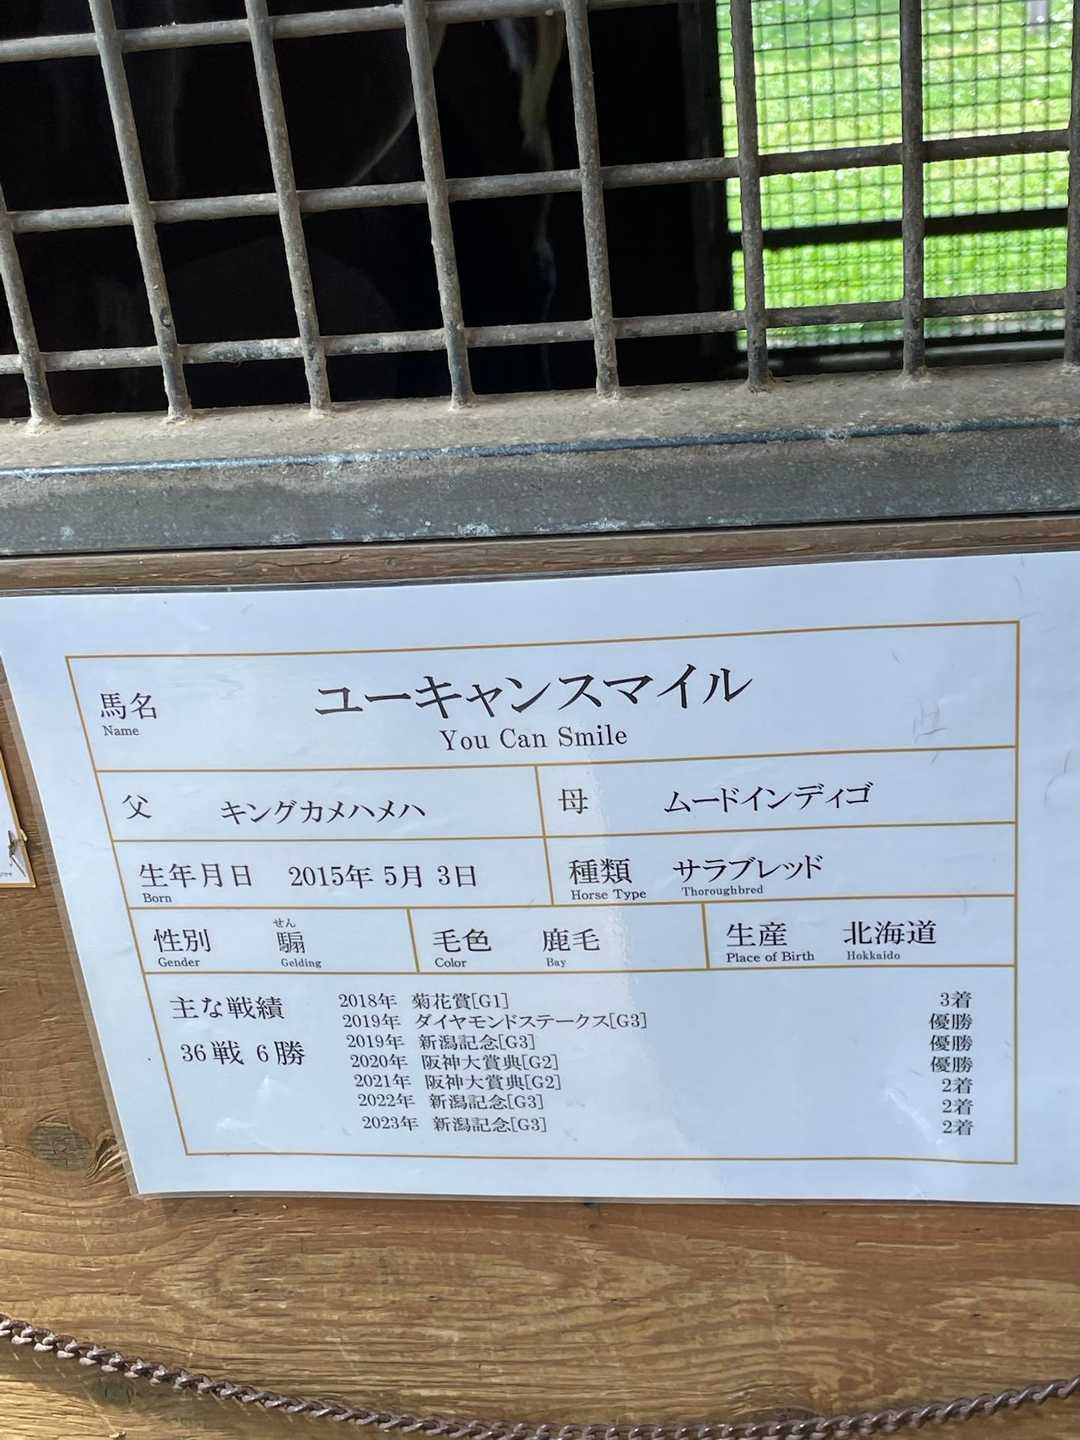 馬名 ユーキャンスマイル
Name You Can Smile
父 キングカメハメハ 母 ムードインディゴ
生年月日 2015年 5月 3日 種類 サラブレッド
Born Horse Type Thoroughbred
せん
性別 騸 毛色 鹿毛 生産 北海道
Gender Gelding Color Bay Place of Birth Hokkaido
主な戦績
36戦 6勝
2018年 菊花賞[G1] 3着
2019年 ダイヤモンドステークス[G3] 優勝
2019年 新潟記念[G3] 優勝
2020年 阪神大賞典[G2] 優勝
2021年 阪神大賞典[G2] 2着
2022年 新潟記念[G3] 2着
2023年 新潟記念[G3] 2着